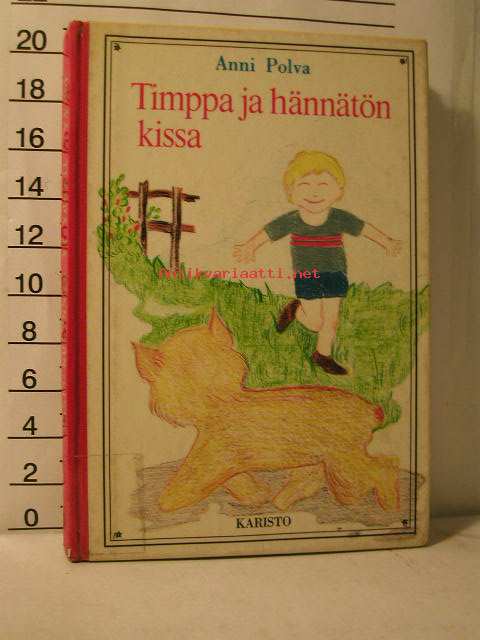 Anni Polva
Timppa ja hännätön
kissa
antikvariaatti.net
KARISTO
20
18
16
14
12
10
8
6
4
2
0